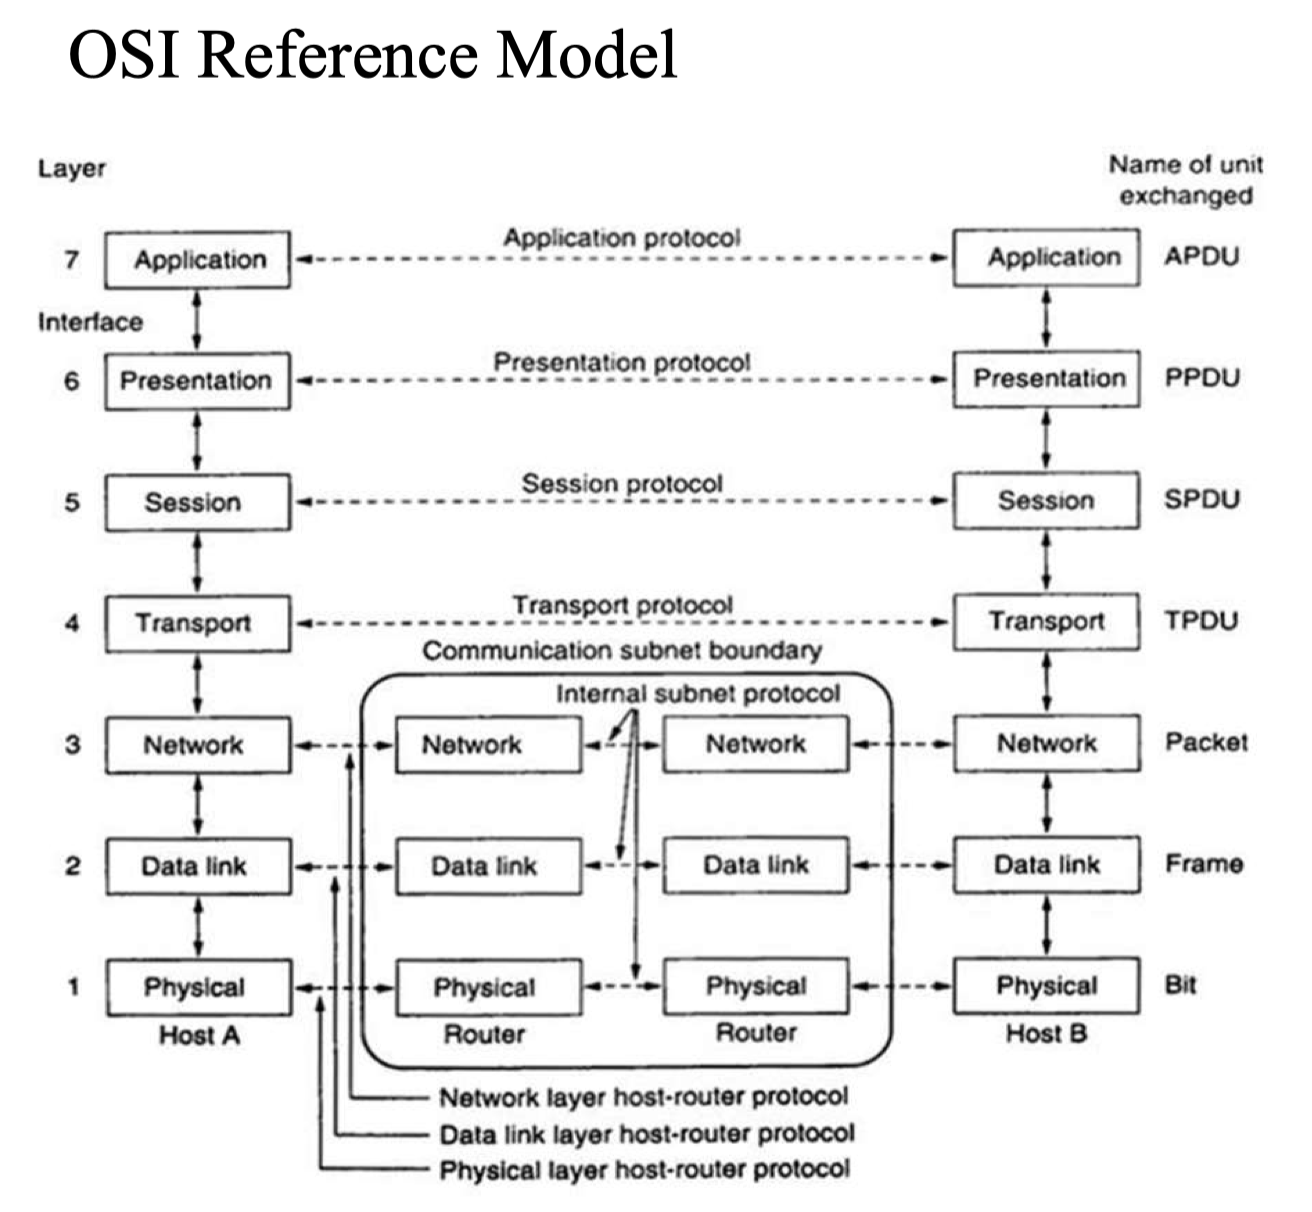 OSI Reference Model
Layer
Name of unit
exchanged
7 Application Application protocol Application APDU
Interface
6 Presentation Presentation protocol Presentation PPDU
5 Session Session protocol Session SPDU
4 Transport Transport protocol Transport TPDU
Communication subnet boundary
Internal subnet protocol
3 Network Network Network Network Packet
2 Data link Data link Data link Data link Frame
1 Physical Physical Physical Physical Bit
Host A Router Router Host B
Network layer host-router protocol
Data link layer host-router protocol
Physical layer host-router protocol